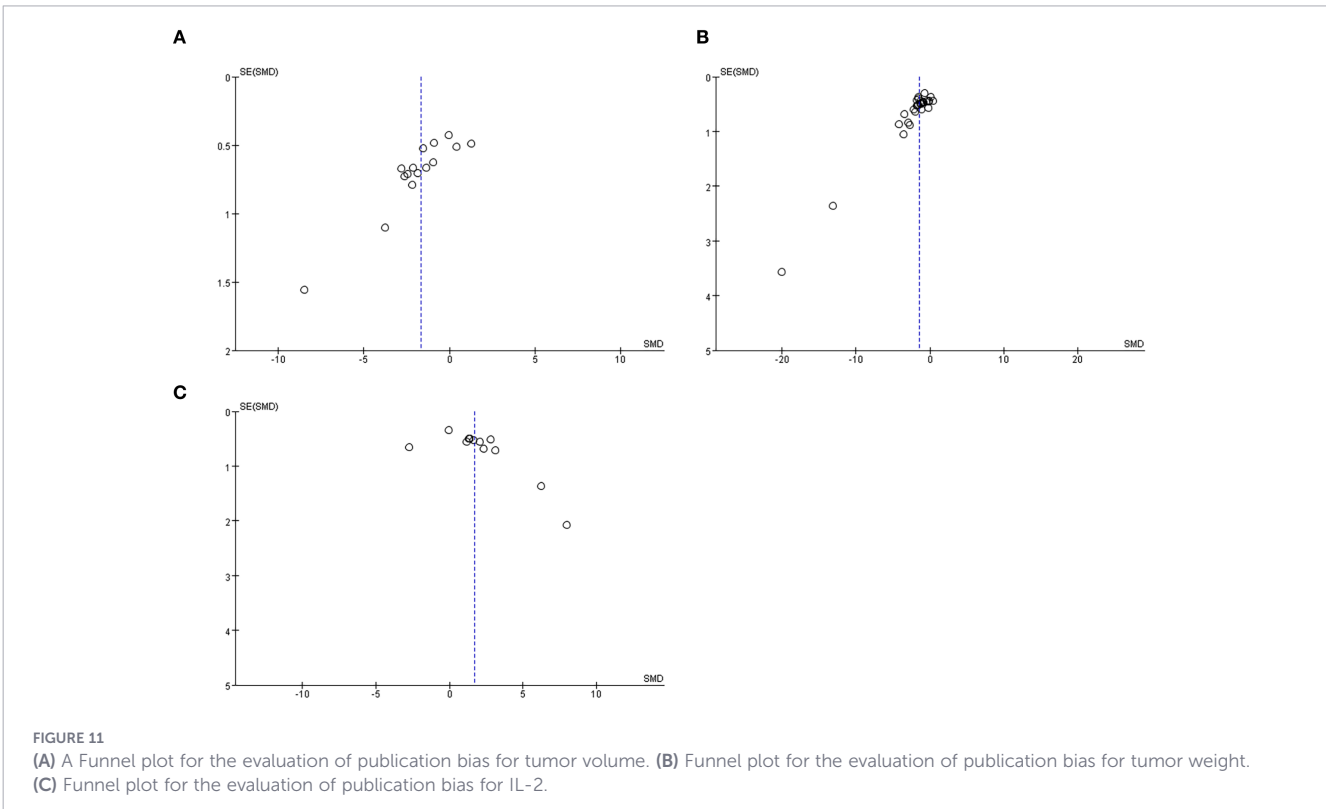 A
SE(SMD)
0
0.5
1
1.5
2
-10 -5 0 5 10
SMD
B
SE(SMD)
0
1
2
3
4
5
-20 -10 0 10 20
SMD
C
SE(SMD)
0
1
2
3
4
5
-10 -5 0 5 10
SMD
FIGURE 11
(A) A Funnel plot for the evaluation of publication bias for tumor volume. (B) Funnel plot for the evaluation of publication bias for tumor weight.
(C) Funnel plot for the evaluation of publication bias for IL-2.